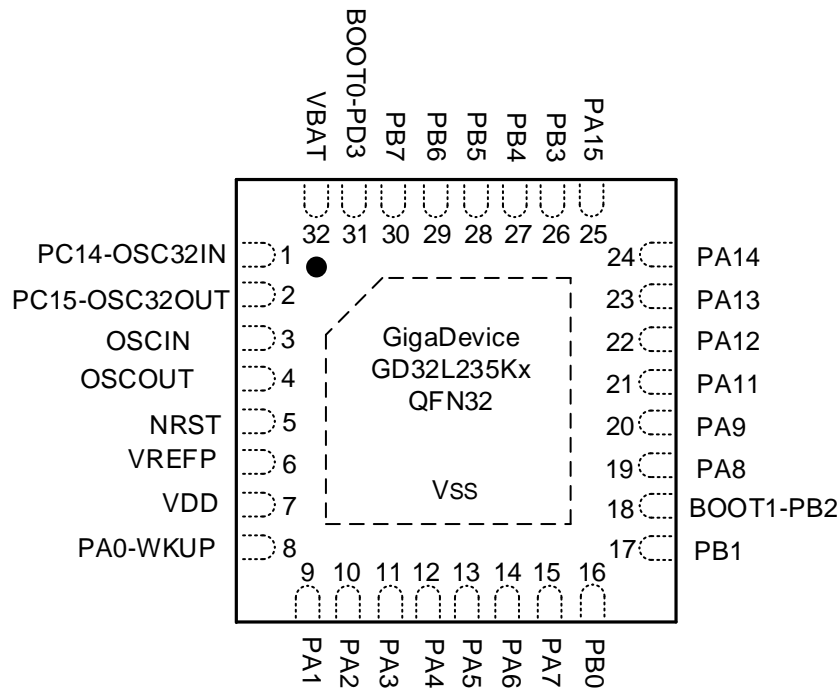 VBAT
BOOT0-PD3
PB7
PB6
PB5
PB4
PB3
PA15
32 31 30 29 28 27 26 25
PC14-OSC32IN 1
PC15-OSC32OUT 2
OSCIN 3
OSCOUT 4
NRST 5
VREFP 6
VDD 7
PA0-WKUP 8
GigaDevice
GD32L235Kx
QFN32
VSS
24 PA14
23 PA13
22 PA12
21 PA11
20 PA9
19 PA8
18 BOOT1-PB2
17 PB1
9 10 11 12 13 14 15 16
PA1
PA2
PA3
PA4
PA5
PA6
PA7
PB0